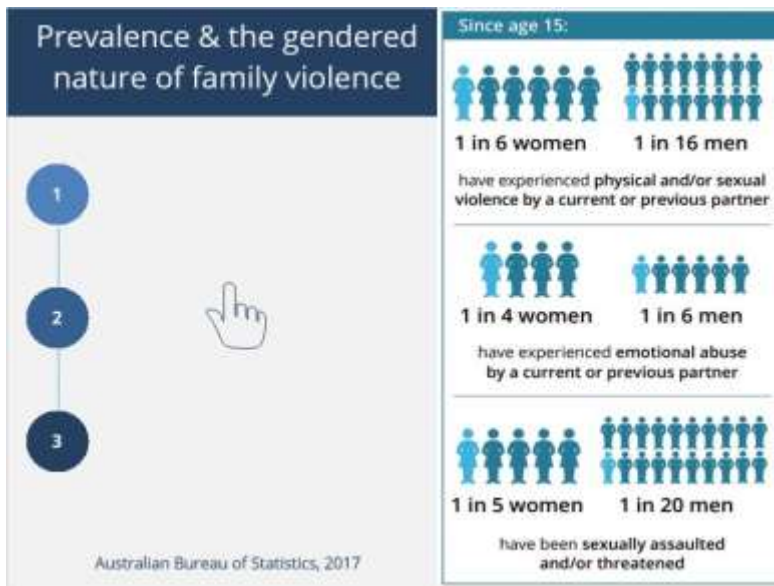 Prevalence & the gendered
nature of family violence
1
2
3
Australian Bureau of Statistics, 2017
Since age 15:
1 in 6 women
1 in 16 men
have experienced physical and/or sexual
violence by a current or previous partner
1 in 4 women
1 in 6 men
have experienced emotional abuse
by a current or previous partner
1 in 5 women
1 in 20 men
have been sexually assaulted
and/or threatened